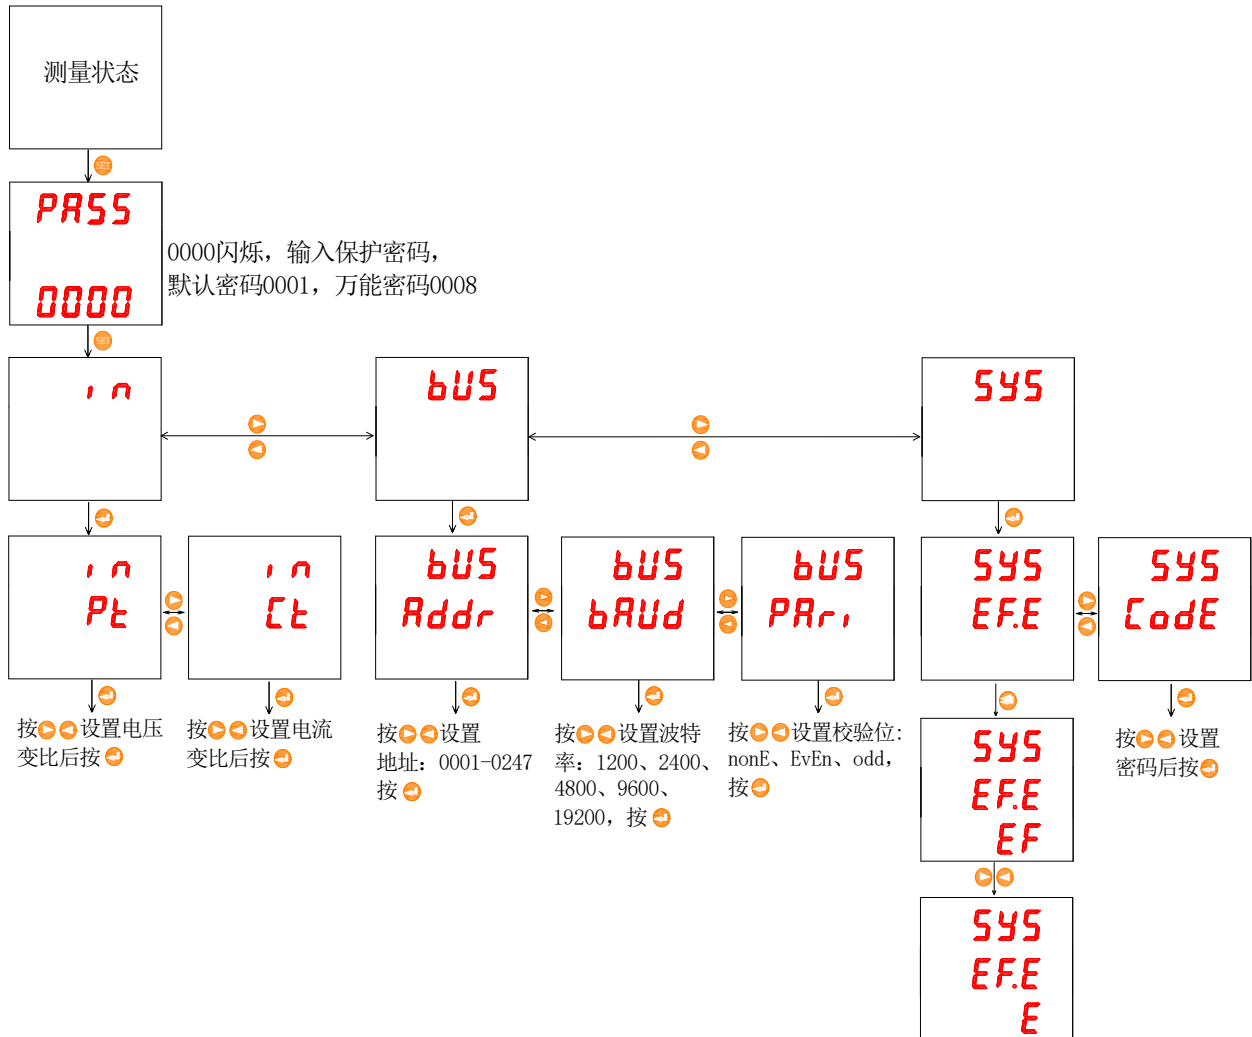 测量状态
SET
PASS
0000
0000闪烁，输入保护密码，
默认密码0001，万能密码0008
SET
in
bUS
SYS
in
Pt
in
Ct
bUS
Addr
bUS
bAUd
bUS
PAri
SYS
EF.E
SYS
CodE
按设置电压
变比后按
按设置电流
变比后按
按设置
地址：0001-0247
按
按设置波特
率：1200、2400、
4800、9600、
19200，按
按设置校验位:
nonE、EvEn、odd，
按
SYS
EF.E
EF
按设置
密码后按
SYS
EF.E
E